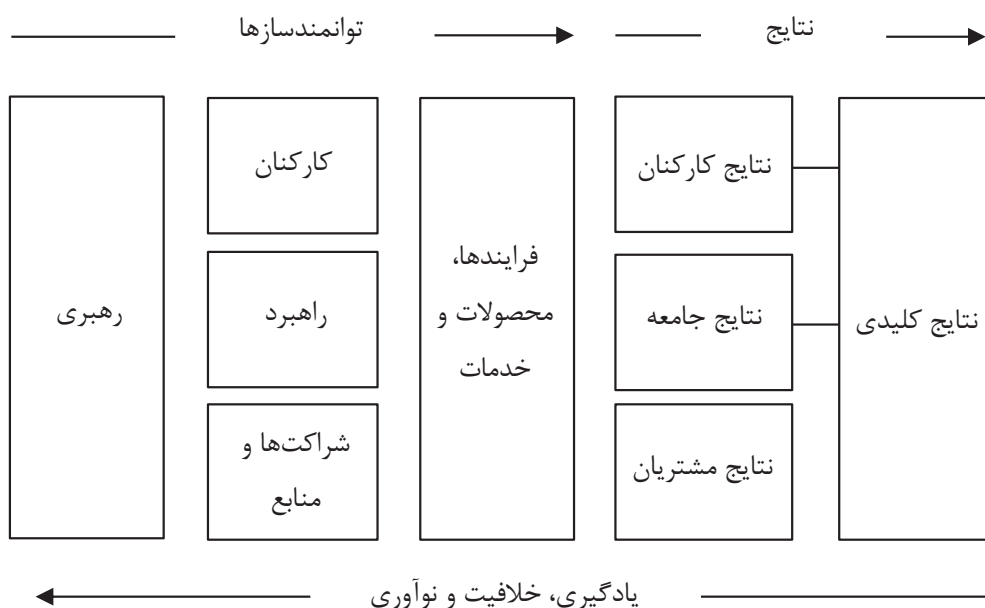 توانمندسازها
نتایج
رهبری
کارکنان
راهبرد
شراکت‌ها و
منابع
فرایندها،
محصولات و
خدمات
نتایج کارکنان
نتایج جامعه
نتایج مشتریان
نتایج کلیدی
یادگیری، خلافیت و نوآوری